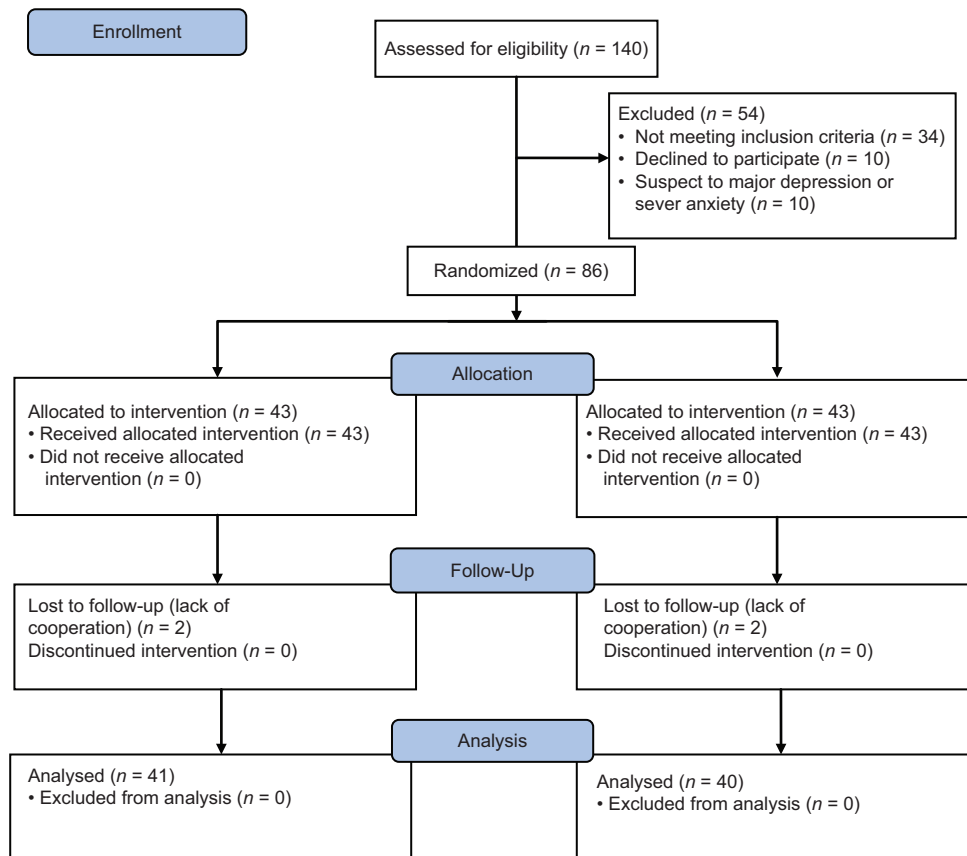 Enrollment
Assessed for eligibility (n = 140)
Excluded (n = 54)
• Not meeting inclusion criteria (n = 34)
• Declined to participate (n = 10)
• Suspect to major depression or
sever anxiety (n = 10)
Randomized (n = 86)
Allocation
Allocated to intervention (n = 43)
• Received allocated intervention (n = 43)
• Did not receive allocated
intervention (n = 0)
Allocated to intervention (n = 43)
• Received allocated intervention (n = 43)
• Did not receive allocated
intervention (n = 0)
Follow-Up
Lost to follow-up (lack of
cooperation) (n = 2)
Discontinued intervention (n = 0)
Lost to follow-up (lack of
cooperation) (n = 2)
Discontinued intervention (n = 0)
Analysis
Analysed (n = 41)
• Excluded from analysis (n = 0)
Analysed (n = 40)
• Excluded from analysis (n = 0)